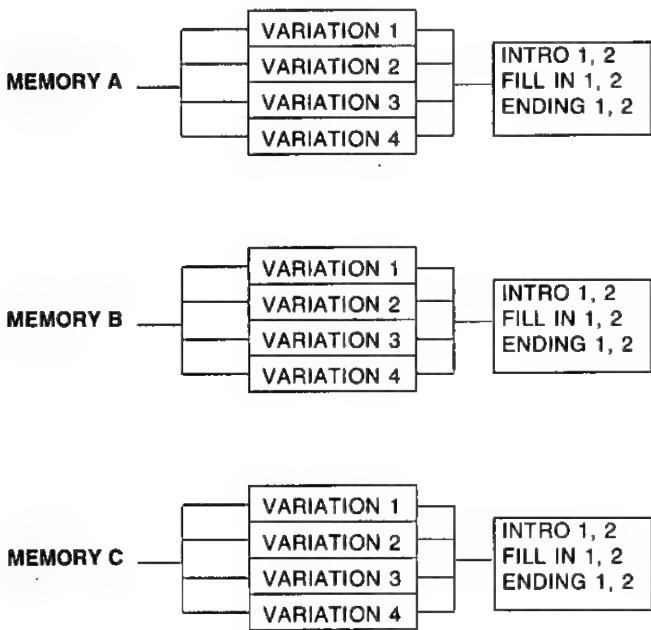 VARIATION 1
INTRO 1, 2
MEMORY A
VARIATION 2
FILL IN 1, 2
VARIATION 3
ENDING 1, 2
VARIATION 4
VARIATION 1
INTRO 1, 2
MEMORY B
VARIATION 2
FILL IN 1, 2
VARIATION 3
ENDING 1, 2
VARIATION 4
VARIATION 1
INTRO 1, 2
MEMORY C
VARIATION 2
FILL IN 1, 2
VARIATION 3
ENDING 1, 2
VARIATION 4